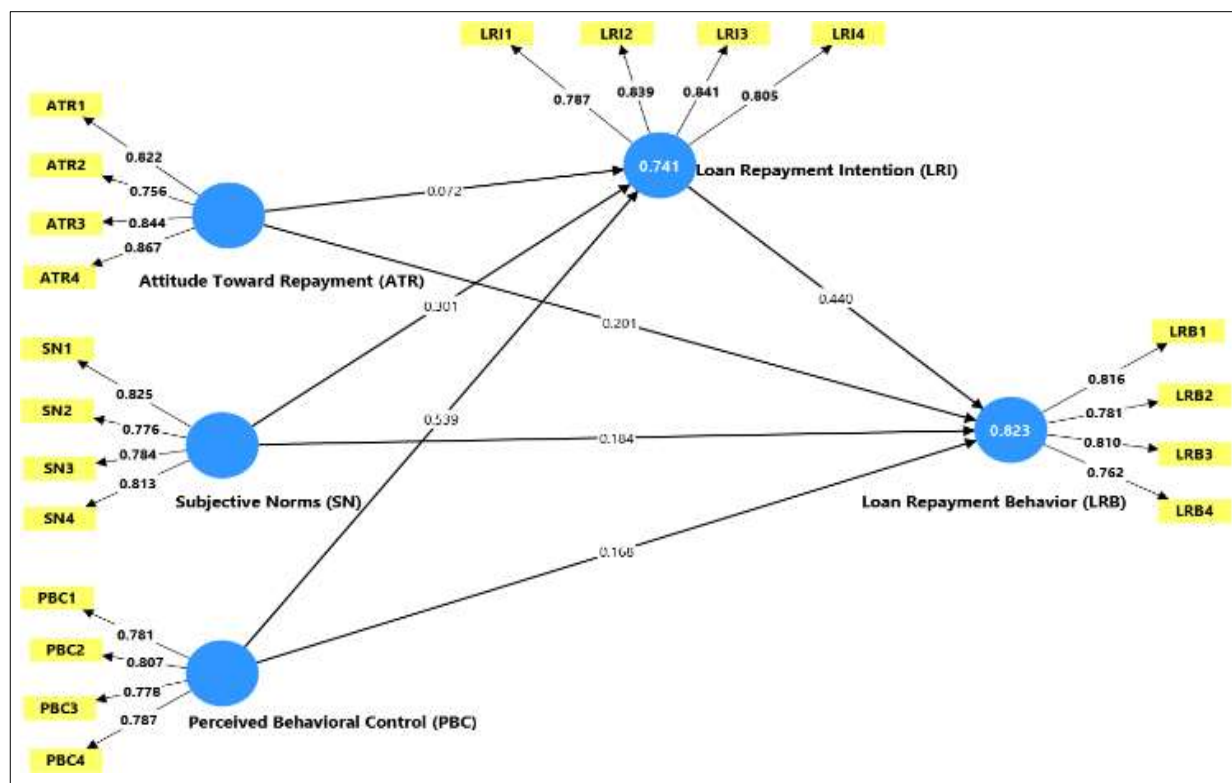 LRI1
LRI2
LRI3
LRI4
0.787
0.839
0.841
0.805
ATR1
ATR2
ATR3
ATR4
0.822
0.756
0.844
0.867
Attitude Toward Repayment (ATR)
0.741
Loan Repayment Intention (LRI)
0.072
0.301
0.539
0.201
0.440
SN1
SN2
SN3
SN4
0.825
0.776
0.784
0.813
Subjective Norms (SN)
0.184
0.823
Loan Repayment Behavior (LRB)
LRB1
LRB2
LRB3
LRB4
0.816
0.781
0.810
0.762
0.168
PBC1
PBC2
PBC3
PBC4
0.781
0.807
0.778
0.787
Perceived Behavioral Control (PBC)